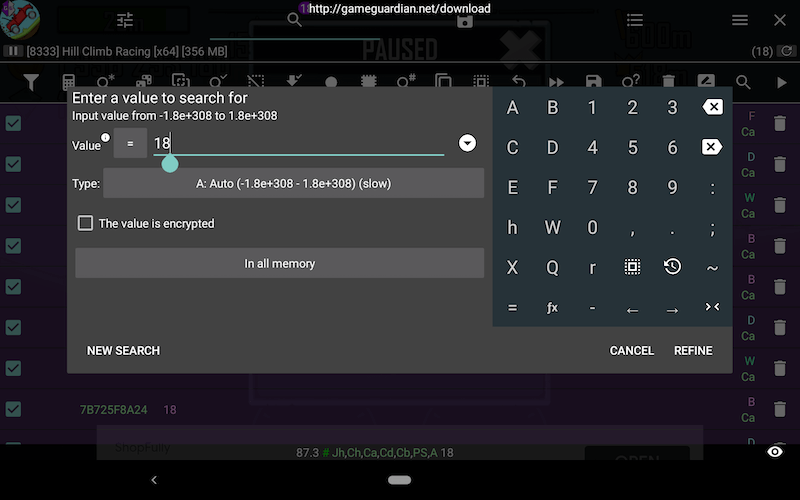 http://gameguardian.net/download
[8333] Hill Climb Racing [x64] [356 MB]
(18)
PAUSED
Enter a value to search for
Input value from -1.8e+308 to 1.8e+308
Value = 18
Type: A: Auto (-1.8e+308 - 1.8e+308) (slow)
The value is encrypted
In all memory
NEW SEARCH
CANCEL
REFINE
A B 1 2 3
C D 4 5 6
E F 7 8 9 :
h W 0 , . ;
X Q r ~
= ƒx - ← → ><
F
Ca
D
Ca
W
Ca
B
Ca
B
Ca
D
Ca
W
Ca
7B725F8A24 18
B
Ca
D
ShopFully
87.3 # Jh,Ch,Ca,Cd,Cb,PS,A 18
OPEN